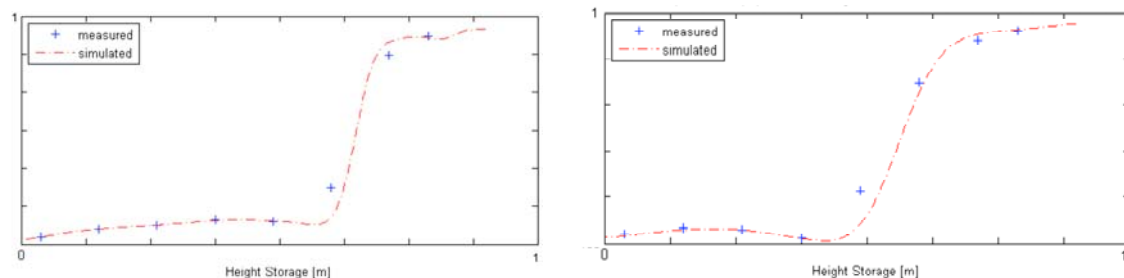 1
measured
simulated
0
1
Height Storage [m]
1
measured
simulated
0
1
Height Storage [m]